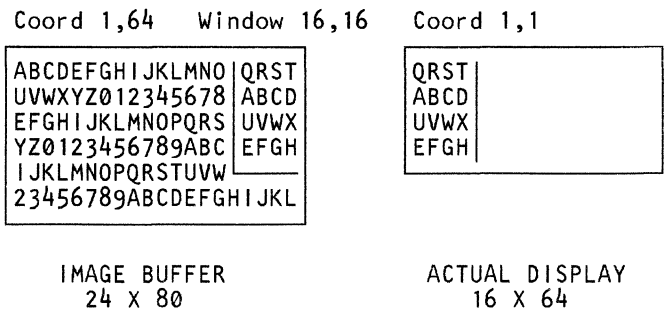 Coord 1,64 Window 16,16 Coord 1,1
ABCDEFGHIJKLMNO QRST QRST
UVWXYZ012345678 ABCD ABCD
EFGHIJKLMNOPQRS UVWX UVWX
YZ0123456789ABC EFGH EFGH
IJKLMNOPQRSTUVW
23456789ABCDEFGHIJKL
IMAGE BUFFER ACTUAL DISPLAY
24 X 80 16 X 64